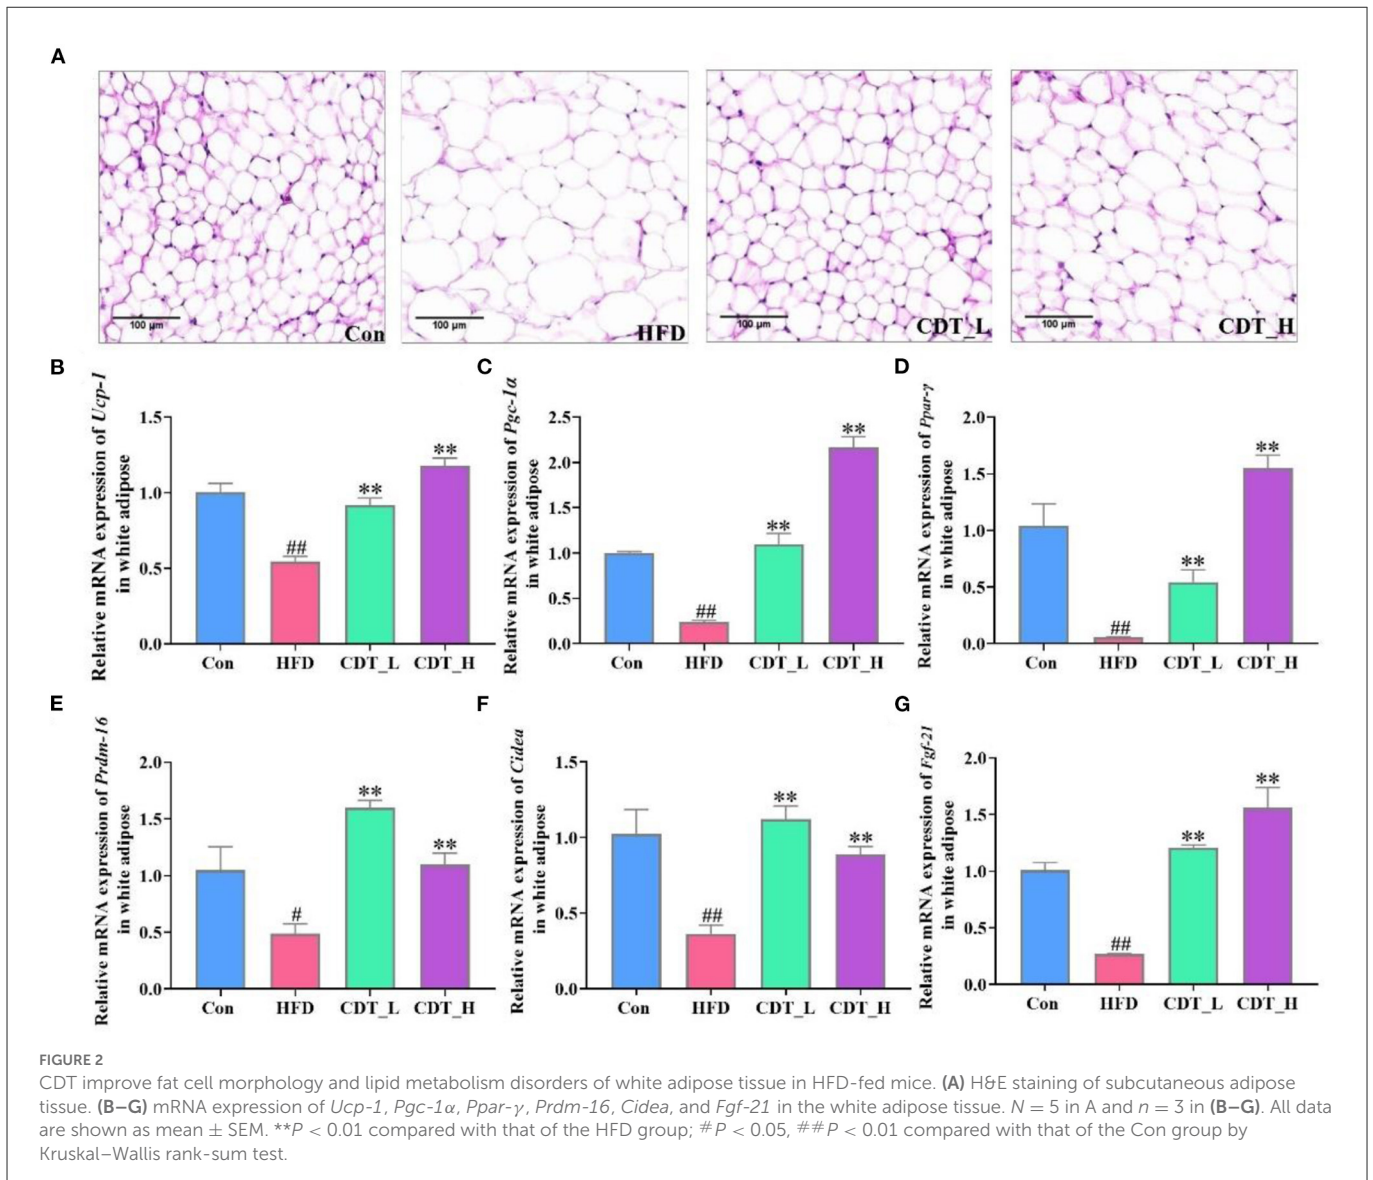 A
100 µm
Con
100 µm
HFD
100 µm
CDT_L
100 µm
CDT_H
B
Relative mRNA expression of Ucp-1
in white adipose
1.5
1.0
0.5
0.0
##
**
**
Con
HFD
CDT_L
CDT_H
C
Relative mRNA expression of Pgc-1α
in white adipose
2.5
2.0
1.5
1.0
0.5
0.0
##
**
**
Con
HFD
CDT_L
CDT_H
D
Relative mRNA expression of Ppar-γ
in white adipose
2.0
1.5
1.0
0.5
0.0
##
**
**
Con
HFD
CDT_L
CDT_H
E
Relative mRNA expression of Prdm-16
in white adipose
2.0
1.5
1.0
0.5
0.0
#
**
**
Con
HFD
CDT_L
CDT_H
F
Relative mRNA expression of Cidea
in white adipose
1.5
1.0
0.5
0.0
##
**
**
Con
HFD
CDT_L
CDT_H
G
Relative mRNA expression of Fgf-21
in white adipose
2.0
1.5
1.0
0.5
0.0
##
**
**
Con
HFD
CDT_L
CDT_H
FIGURE 2
CDT improve fat cell morphology and lipid metabolism disorders of white adipose tissue in HFD-fed mice. (A) H&E staining of subcutaneous adipose
tissue. (B–G) mRNA expression of Ucp-1, Pgc-1α, Ppar-γ, Prdm-16, Cidea, and Fgf-21 in the white adipose tissue. N = 5 in A and n = 3 in (B–G). All data
are shown as mean ± SEM. **P < 0.01 compared with that of the HFD group; #P < 0.05, ##P < 0.01 compared with that of the Con group by
Kruskal–Wallis rank-sum test.